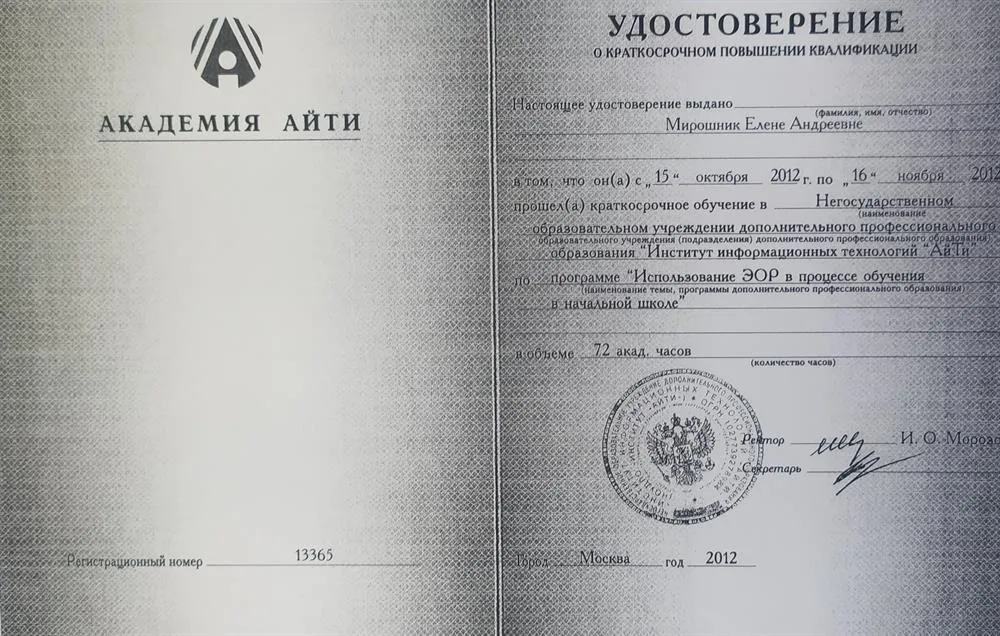 АКАДЕМИЯ АЙТИ
Регистрационный номер 13365
УДОСТОВЕРЕНИЕ
О КРАТКОСРОЧНОМ ПОВЫШЕНИИ КВАЛИФИКАЦИИ
Настоящее удостоверение выдано
(фамилия, имя, отчество)
Мирошник Елене Андреевне
в том, что он(а) с „15“ октября 2012 г. по „16“ ноября 2012
прошел(а) краткосрочное обучение в Негосударственном
(наименование
образовательном учреждении дополнительного профессионального
образовательного учреждения (подразделения) дополнительного профессионального образования)
образования "Институт информационных технологий "АйТи"
по программе "Использование ЭОР в процессе обучения
(наименование темы, программы дополнительного профессионального образования)
в начальной школе"
в объеме 72 акад. часов
(количество часов)
Ректор И. О. Мороз
Секретарь
Город Москва год 2012